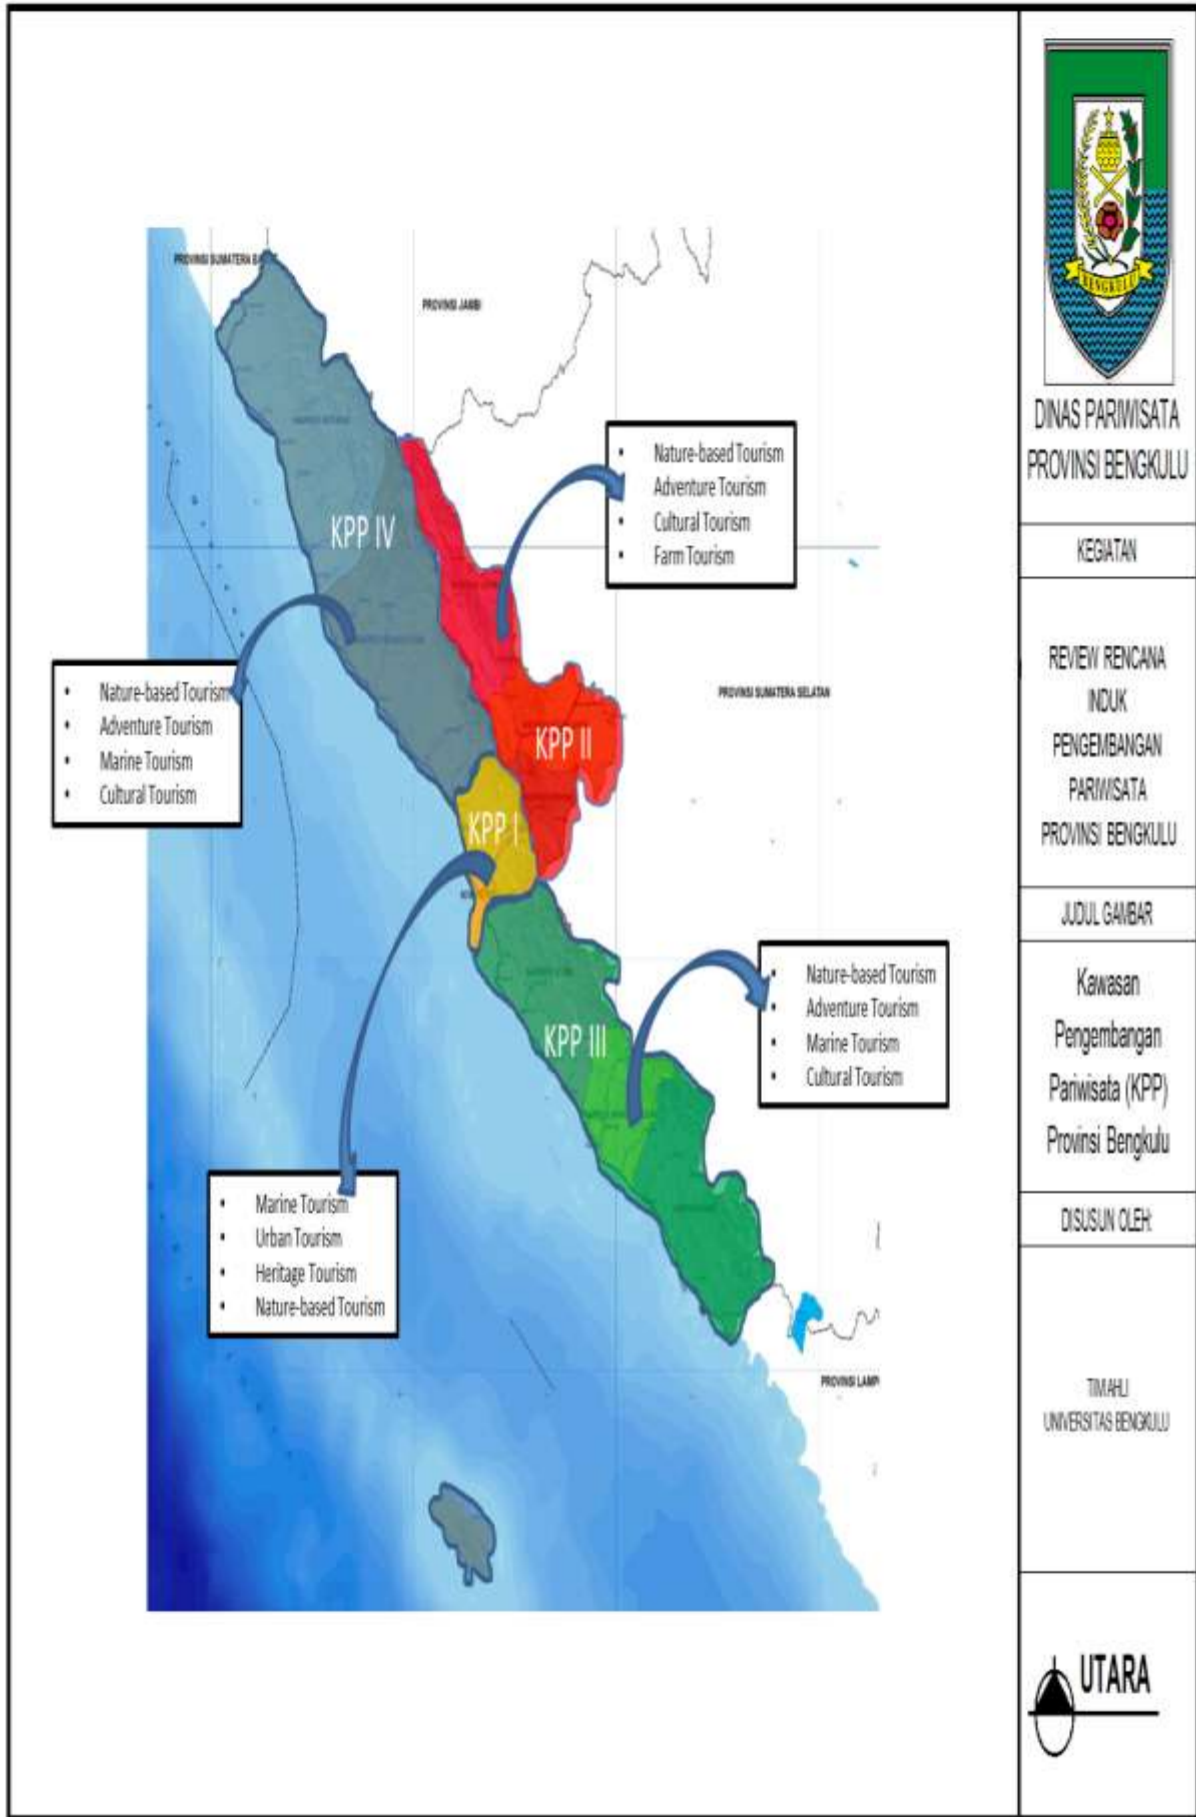 PROVINSI SUMATERA
PROVINSI JAMBI
• Nature-based Tourism
• Adventure Tourism
• Cultural Tourism
• Farm Tourism
KPP IV
• Nature-based Tourism
• Adventure Tourism
• Marine Tourism
• Cultural Tourism
PROVINSI SUMATERA SELATAN
KPP II
KPP I
• Nature-based Tourism
• Adventure Tourism
• Marine Tourism
• Cultural Tourism
KPP III
• Marine Tourism
• Urban Tourism
• Heritage Tourism
• Nature-based Tourism
PROVINSI LAMP
BENGKULU
DINAS PARIWISATA
PROVINSI BENGKULU
KEGIATAN
REVIEW RENCANA
INDUK
PENGEMBANGAN
PARIWISATA
PROVINSI BENGKULU
JUDUL GAMBAR
Kawasan
Pengembangan
Pariwisata (KPP)
Provinsi Bengkulu
DISUSUN OLEH:
TIM AHLI
UNIVERSITAS BENGKULU
UTARA